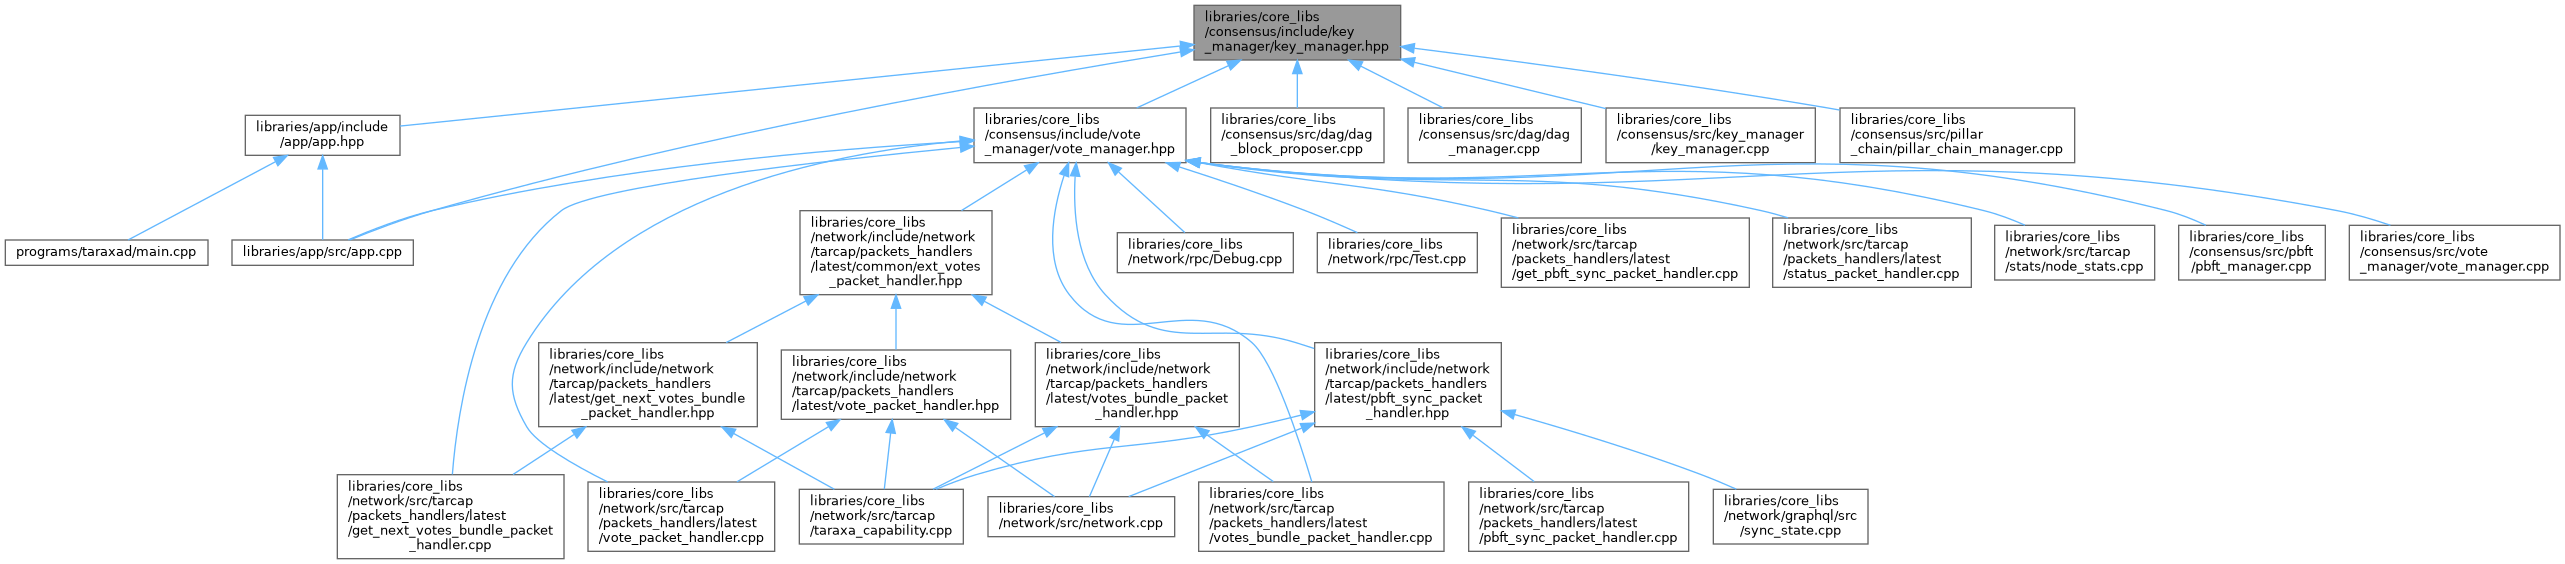 libraries/core_libs
/consensus/include/key
_manager/key_manager.hpp
libraries/app/include
/app/app.hpp
libraries/core_libs
/consensus/include/vote
_manager/vote_manager.hpp
libraries/core_libs
/consensus/src/dag/dag
_block_proposer.cpp
libraries/core_libs
/consensus/src/dag/dag
_manager.cpp
libraries/core_libs
/consensus/src/key_manager
/key_manager.cpp
libraries/core_libs
/consensus/src/pillar
_chain/pillar_chain_manager.cpp
programs/taraxad/main.cpp
libraries/app/src/app.cpp
libraries/core_libs
/network/include/network
/tarcap/packets_handlers
/latest/common/ext_votes
_packet_handler.hpp
libraries/core_libs
/network/rpc/Debug.cpp
libraries/core_libs
/network/rpc/Test.cpp
libraries/core_libs
/network/src/tarcap
/packets_handlers/latest
/get_pbft_sync_packet_handler.cpp
libraries/core_libs
/network/src/tarcap
/packets_handlers/latest
/status_packet_handler.cpp
libraries/core_libs
/network/src/tarcap
/stats/node_stats.cpp
libraries/core_libs
/consensus/src/pbft
/pbft_manager.cpp
libraries/core_libs
/consensus/src/vote
_manager/vote_manager.cpp
libraries/core_libs
/network/include/network
/tarcap/packets_handlers
/latest/get_next_votes_bundle
_packet_handler.hpp
libraries/core_libs
/network/include/network
/tarcap/packets_handlers
/latest/vote_packet_handler.hpp
libraries/core_libs
/network/include/network
/tarcap/packets_handlers
/latest/votes_bundle_packet
_handler.hpp
libraries/core_libs
/network/include/network
/tarcap/packets_handlers
/latest/pbft_sync_packet
_handler.hpp
libraries/core_libs
/network/src/tarcap
/packets_handlers/latest
/get_next_votes_bundle_packet
_handler.cpp
libraries/core_libs
/network/src/tarcap
/packets_handlers/latest
/vote_packet_handler.cpp
libraries/core_libs
/network/src/tarcap
/taraxa_capability.cpp
libraries/core_libs
/network/src/network.cpp
libraries/core_libs
/network/src/tarcap
/packets_handlers/latest
/votes_bundle_packet_handler.cpp
libraries/core_libs
/network/src/tarcap
/packets_handlers/latest
/pbft_sync_packet_handler.cpp
libraries/core_libs
/network/graphql/src
/sync_state.cpp